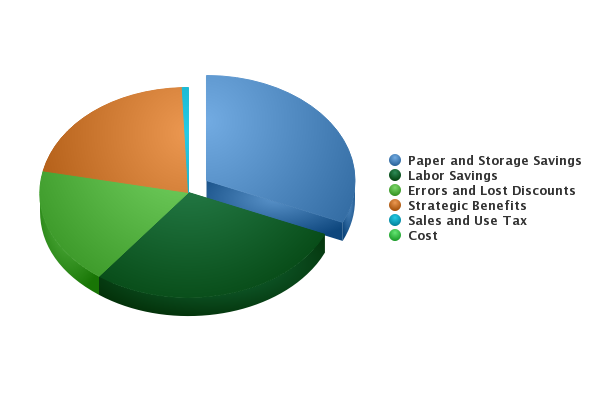 Paper and Storage Savings
Labor Savings
Errors and Lost Discounts
Strategic Benefits
Sales and Use Tax
Cost